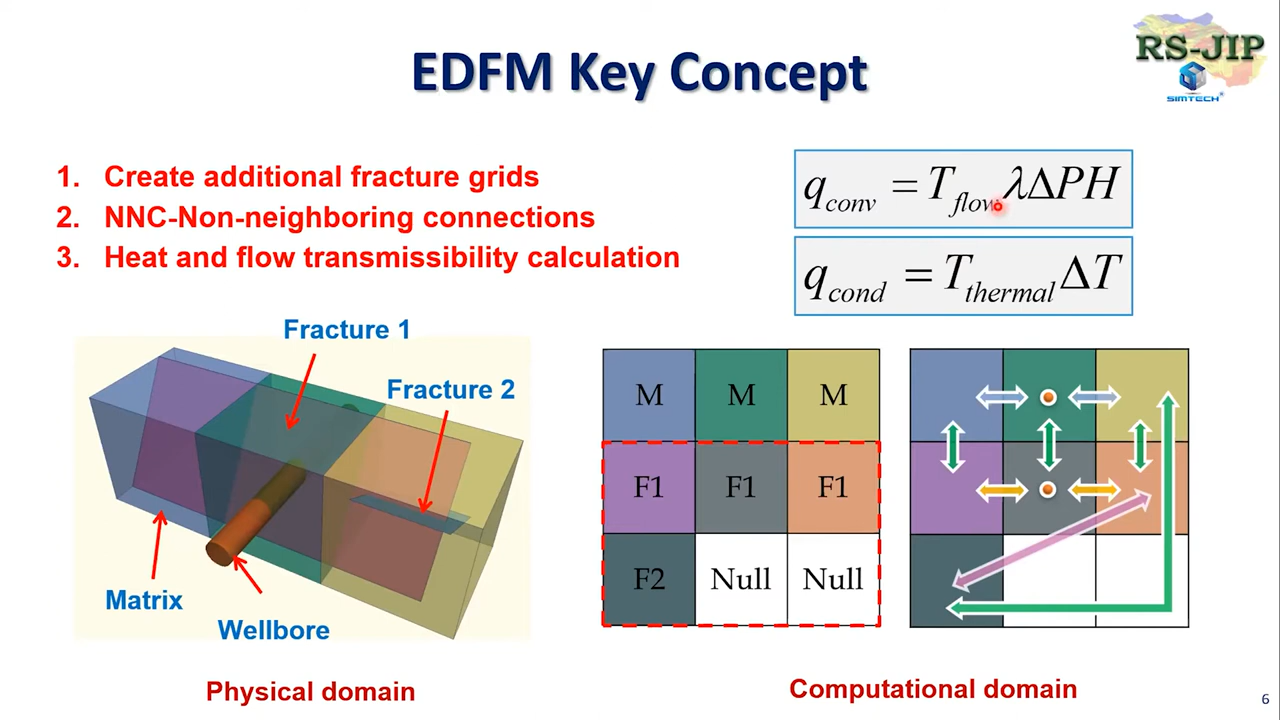 RS-JIP
SIMTECH
EDFM Key Concept
1. Create additional fracture grids
2. NNC-Non-neighboring connections
3. Heat and flow transmissibility calculation
q_conv = T_flow λΔPH
q_cond = T_thermal ΔT
Fracture 1
Fracture 2
Matrix
Wellbore
Physical domain
M M M
F1 F1 F1
F2 Null Null
Computational domain
6